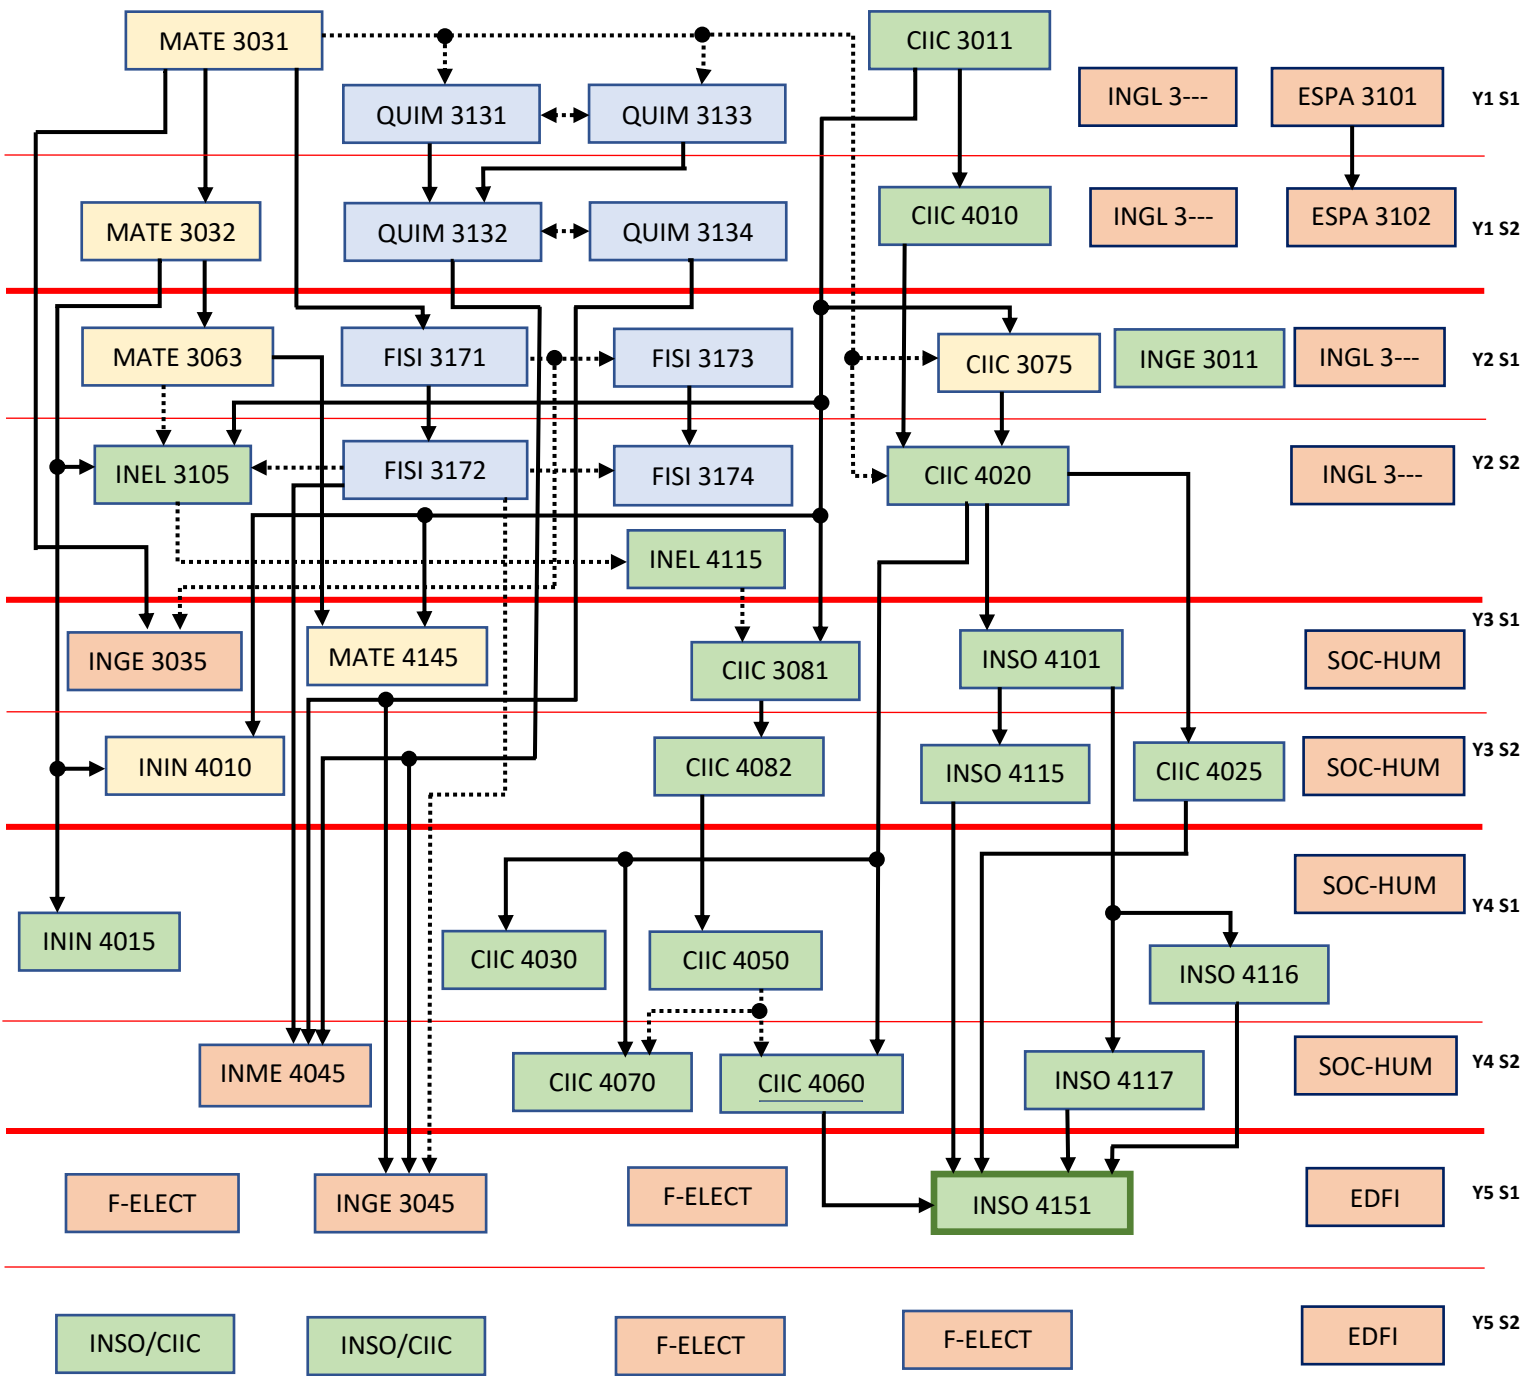 MATE 3031
CIIC 3011
QUIM 3131
QUIM 3133
INGL 3---
ESPA 3101
Y1 S1
MATE 3032
QUIM 3132
QUIM 3134
CIIC 4010
INGL 3---
ESPA 3102
Y1 S2
MATE 3063
FISI 3171
FISI 3173
CIIC 3075
INGE 3011
INGL 3---
Y2 S1
INEL 3105
FISI 3172
FISI 3174
CIIC 4020
INGL 3---
Y2 S2
INEL 4115
Y3 S1
INGE 3035
MATE 4145
CIIC 3081
INSO 4101
SOC-HUM
ININ 4010
CIIC 4082
INSO 4115
CIIC 4025
SOC-HUM
Y3 S2
SOC-HUM
Y4 S1
ININ 4015
CIIC 4030
CIIC 4050
INSO 4116
INME 4045
CIIC 4070
CIIC 4060
INSO 4117
SOC-HUM
Y4 S2
F-ELECT
INGE 3045
F-ELECT
INSO 4151
EDFI
Y5 S1
INSO/CIIC
INSO/CIIC
F-ELECT
F-ELECT
EDFI
Y5 S2